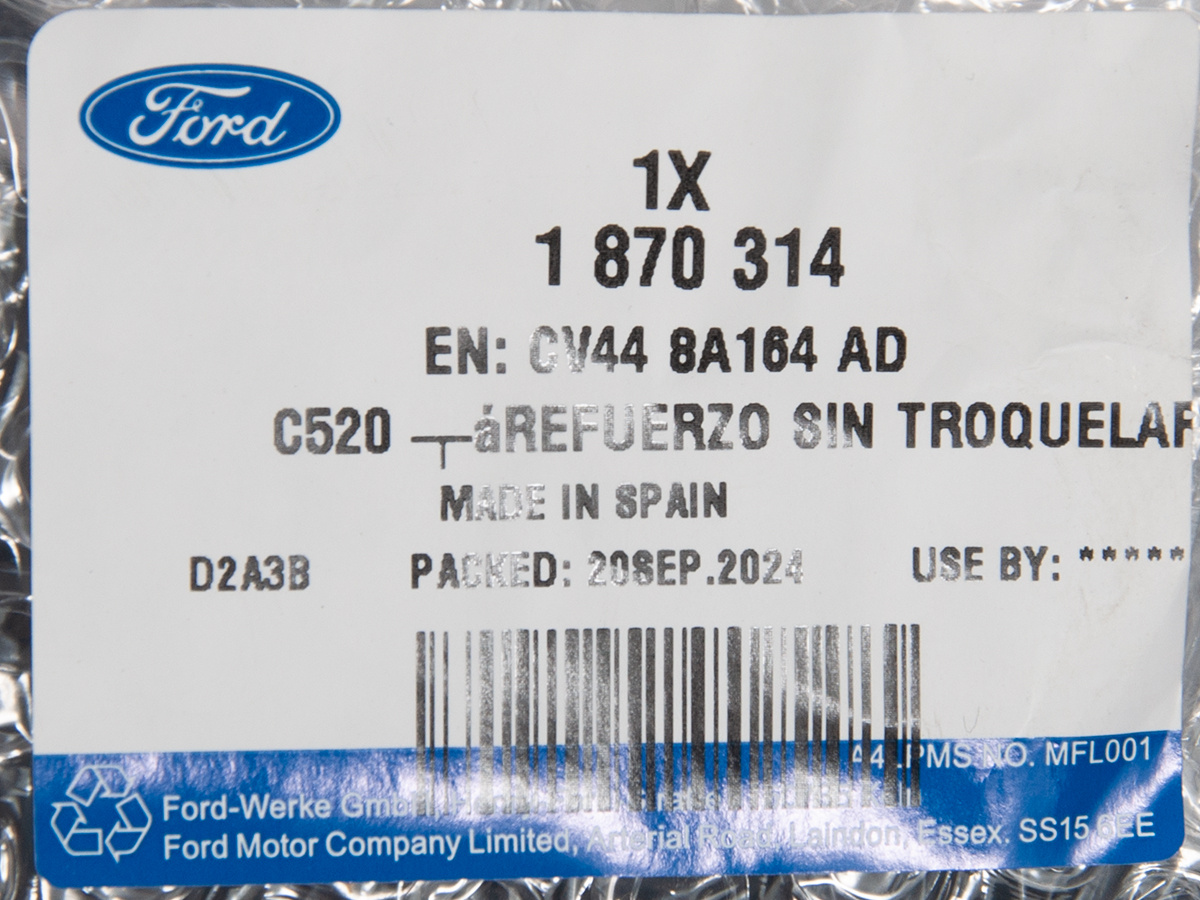 Ford
1X
1 870 314
EN: CV44 8A164 AD
C520 áREFUERZO SIN TROQUELAR
MADE IN SPAIN
D2A3B PACKED: 20SEP.2024 USE BY: *****
A4 .PMS NO. MFL001
Ford-Werke GmbH,
Ford Motor Company Limited, Arterial Road, Laindon, Essex. SS15 6EE